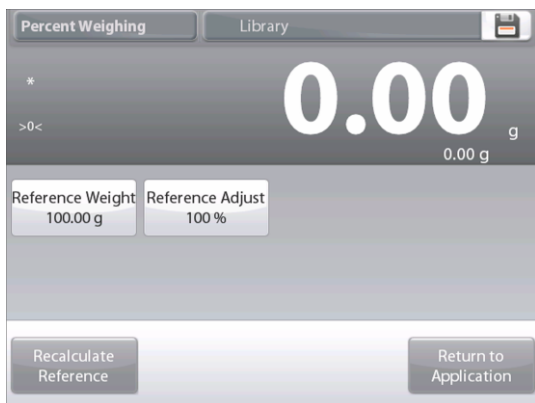 Percent Weighing
Library
*
0.00
>0<
g
0.00 g
Reference Weight
100.00 g
Reference Adjust
100 %
Recalculate
Reference
Return to
Application